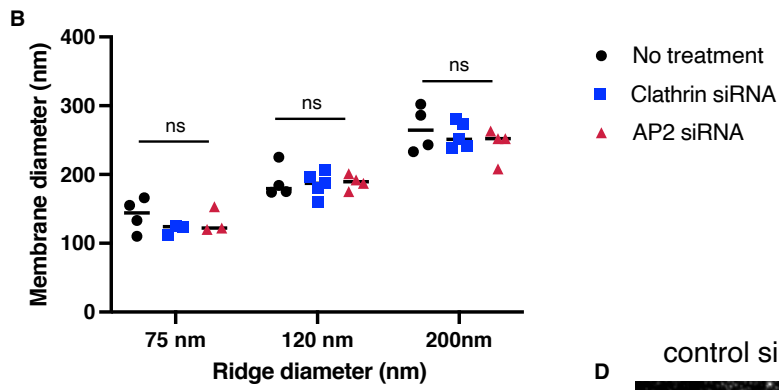 B
400
300
200
100
0
Membrane diameter (nm)
ns
ns
ns
75 nm
120 nm
200nm
Ridge diameter (nm)
No treatment
Clathrin siRNA
AP2 siRNA
D
control si